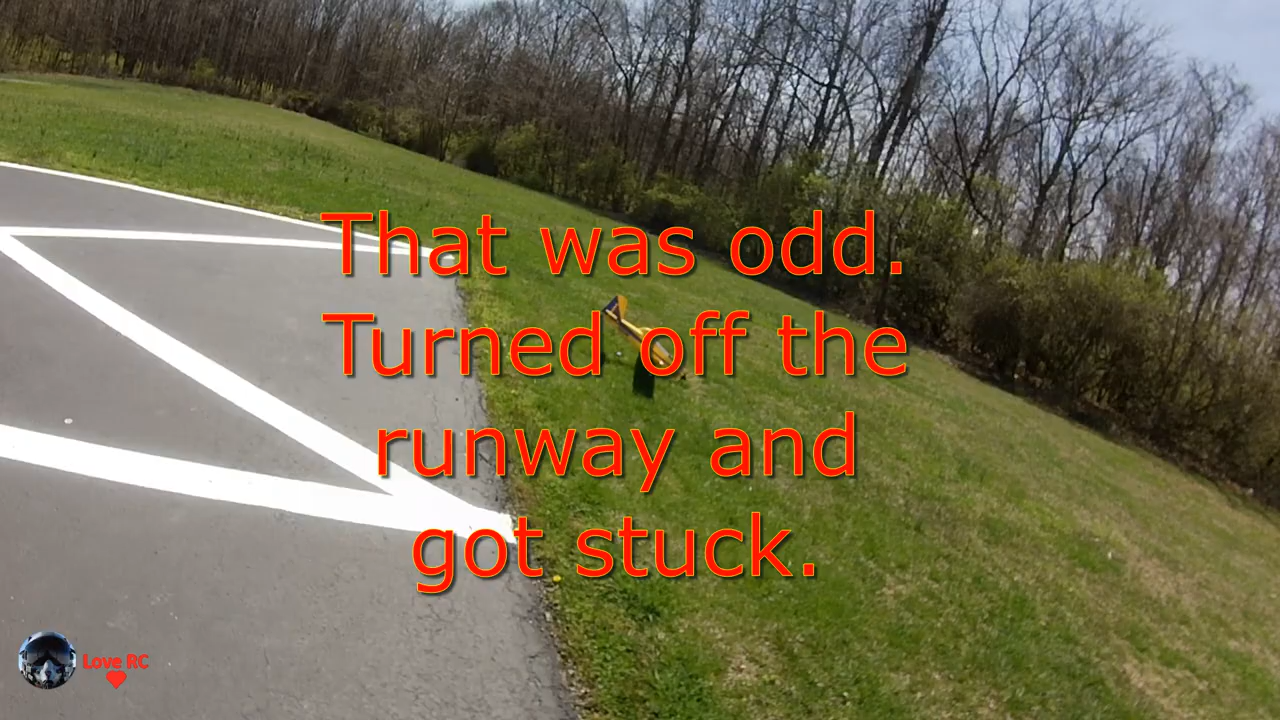 That was odd.
Turned off the
runway and
got stuck.
Love RC